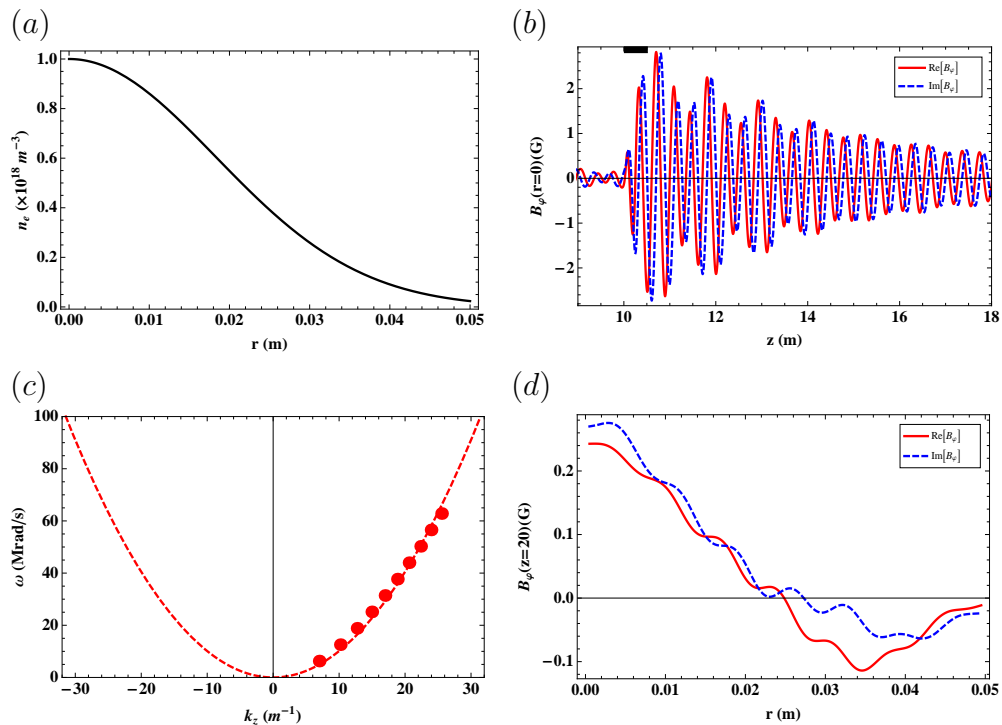 (a)
1.0
0.8
0.6
0.4
0.2
0.0
n_e (×10^18 m^−3)
0.00 0.01 0.02 0.03 0.04 0.05
r (m)
(b)
2
1
0
−1
−2
B_φ(r=0)(G)
Re[B_φ]
Im[B_φ]
10 12 14 16 18
z (m)
(c)
100
80
60
40
20
0
ω (Mrad/s)
−30 −20 −10 0 10 20 30
k_z (m^−1)
(d)
0.2
0.1
0.0
−0.1
B_φ(z=20)(G)
Re[B_φ]
Im[B_φ]
0.00 0.01 0.02 0.03 0.04 0.05
r (m)